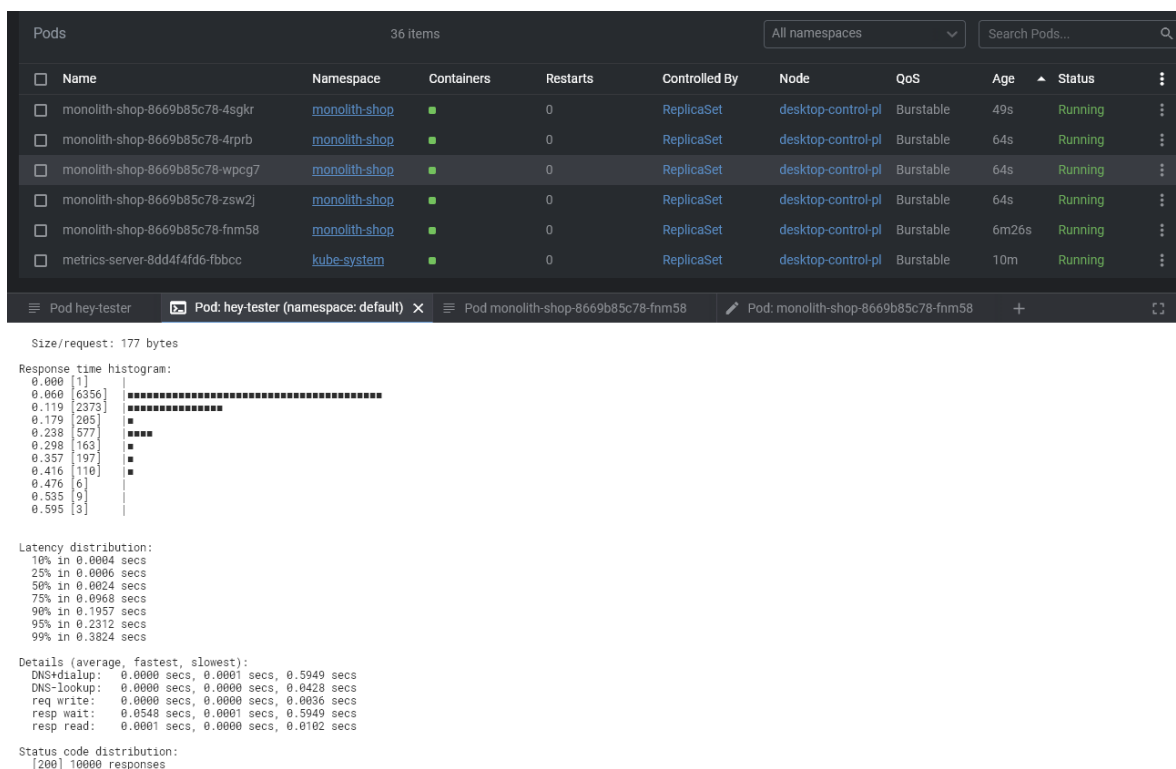 Pods 36 items All namespaces Search Pods...
Name Namespace Containers Restarts Controlled By Node QoS Age Status
monolith-shop-8669b85c78-4sgkr monolith-shop 0 ReplicaSet desktop-control-pl Burstable 49s Running
monolith-shop-8669b85c78-4rprb monolith-shop 0 ReplicaSet desktop-control-pl Burstable 64s Running
monolith-shop-8669b85c78-wpcg7 monolith-shop 0 ReplicaSet desktop-control-pl Burstable 64s Running
monolith-shop-8669b85c78-zsw2j monolith-shop 0 ReplicaSet desktop-control-pl Burstable 64s Running
monolith-shop-8669b85c78-fnm58 monolith-shop 0 ReplicaSet desktop-control-pl Burstable 6m26s Running
metrics-server-8dd4f4fd6-fbbcc kube-system 0 ReplicaSet desktop-control-pl Burstable 10m Running
Pod hey-tester Pod: hey-tester (namespace: default) Pod monolith-shop-8669b85c78-fnm58 Pod: monolith-shop-8669b85c78-fnm58
Size/request: 177 bytes
Response time histogram:
0.000 [1] |
0.060 [6356] |■■■■■■■■■■■■■■■■■■■■■■■■■■■■■■■■■■■■■■■■
0.119 [2373] |■■■■■■■■■■■■■■■
0.179 [205] |■
0.238 [577] |■■■■
0.298 [163] |■
0.357 [197] |■
0.416 [110] |■
0.476 [6] |
0.535 [9] |
0.595 [3] |
Latency distribution:
10% in 0.0004 secs
25% in 0.0006 secs
50% in 0.0024 secs
75% in 0.0968 secs
90% in 0.1957 secs
95% in 0.2312 secs
99% in 0.3824 secs
Details (average, fastest, slowest):
DNS+dialup: 0.0000 secs, 0.0001 secs, 0.5949 secs
DNS-lookup: 0.0000 secs, 0.0000 secs, 0.0428 secs
req write: 0.0000 secs, 0.0000 secs, 0.0036 secs
resp wait: 0.0548 secs, 0.0001 secs, 0.5949 secs
resp read: 0.0001 secs, 0.0000 secs, 0.0102 secs
Status code distribution:
[200] 10000 responses